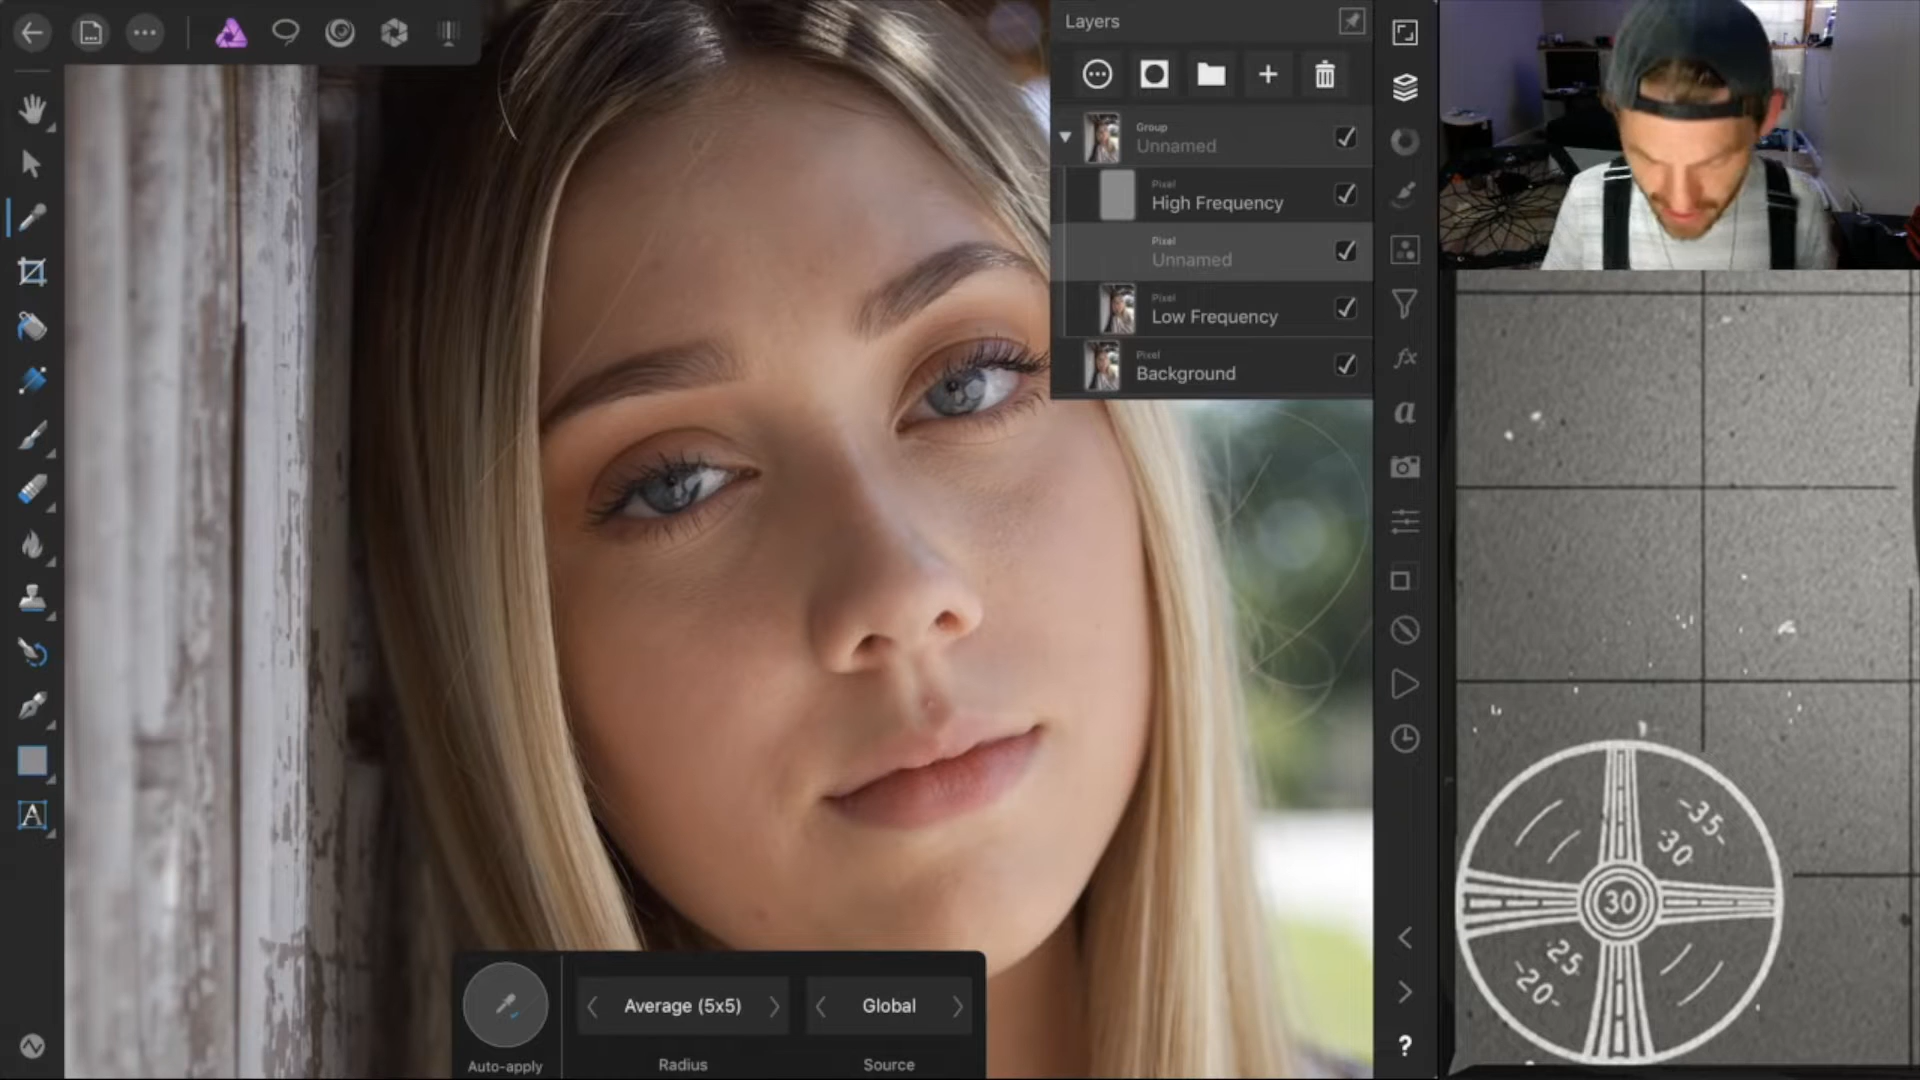 Layers
Group
Unnamed
Pixel
High Frequency
Pixel
Unnamed
Pixel
Low Frequency
Pixel
Background
fx
a
A
Auto-apply
Average (5x5)
Radius
Global
Source
?
-35-
-30-
30
-25-
-20-